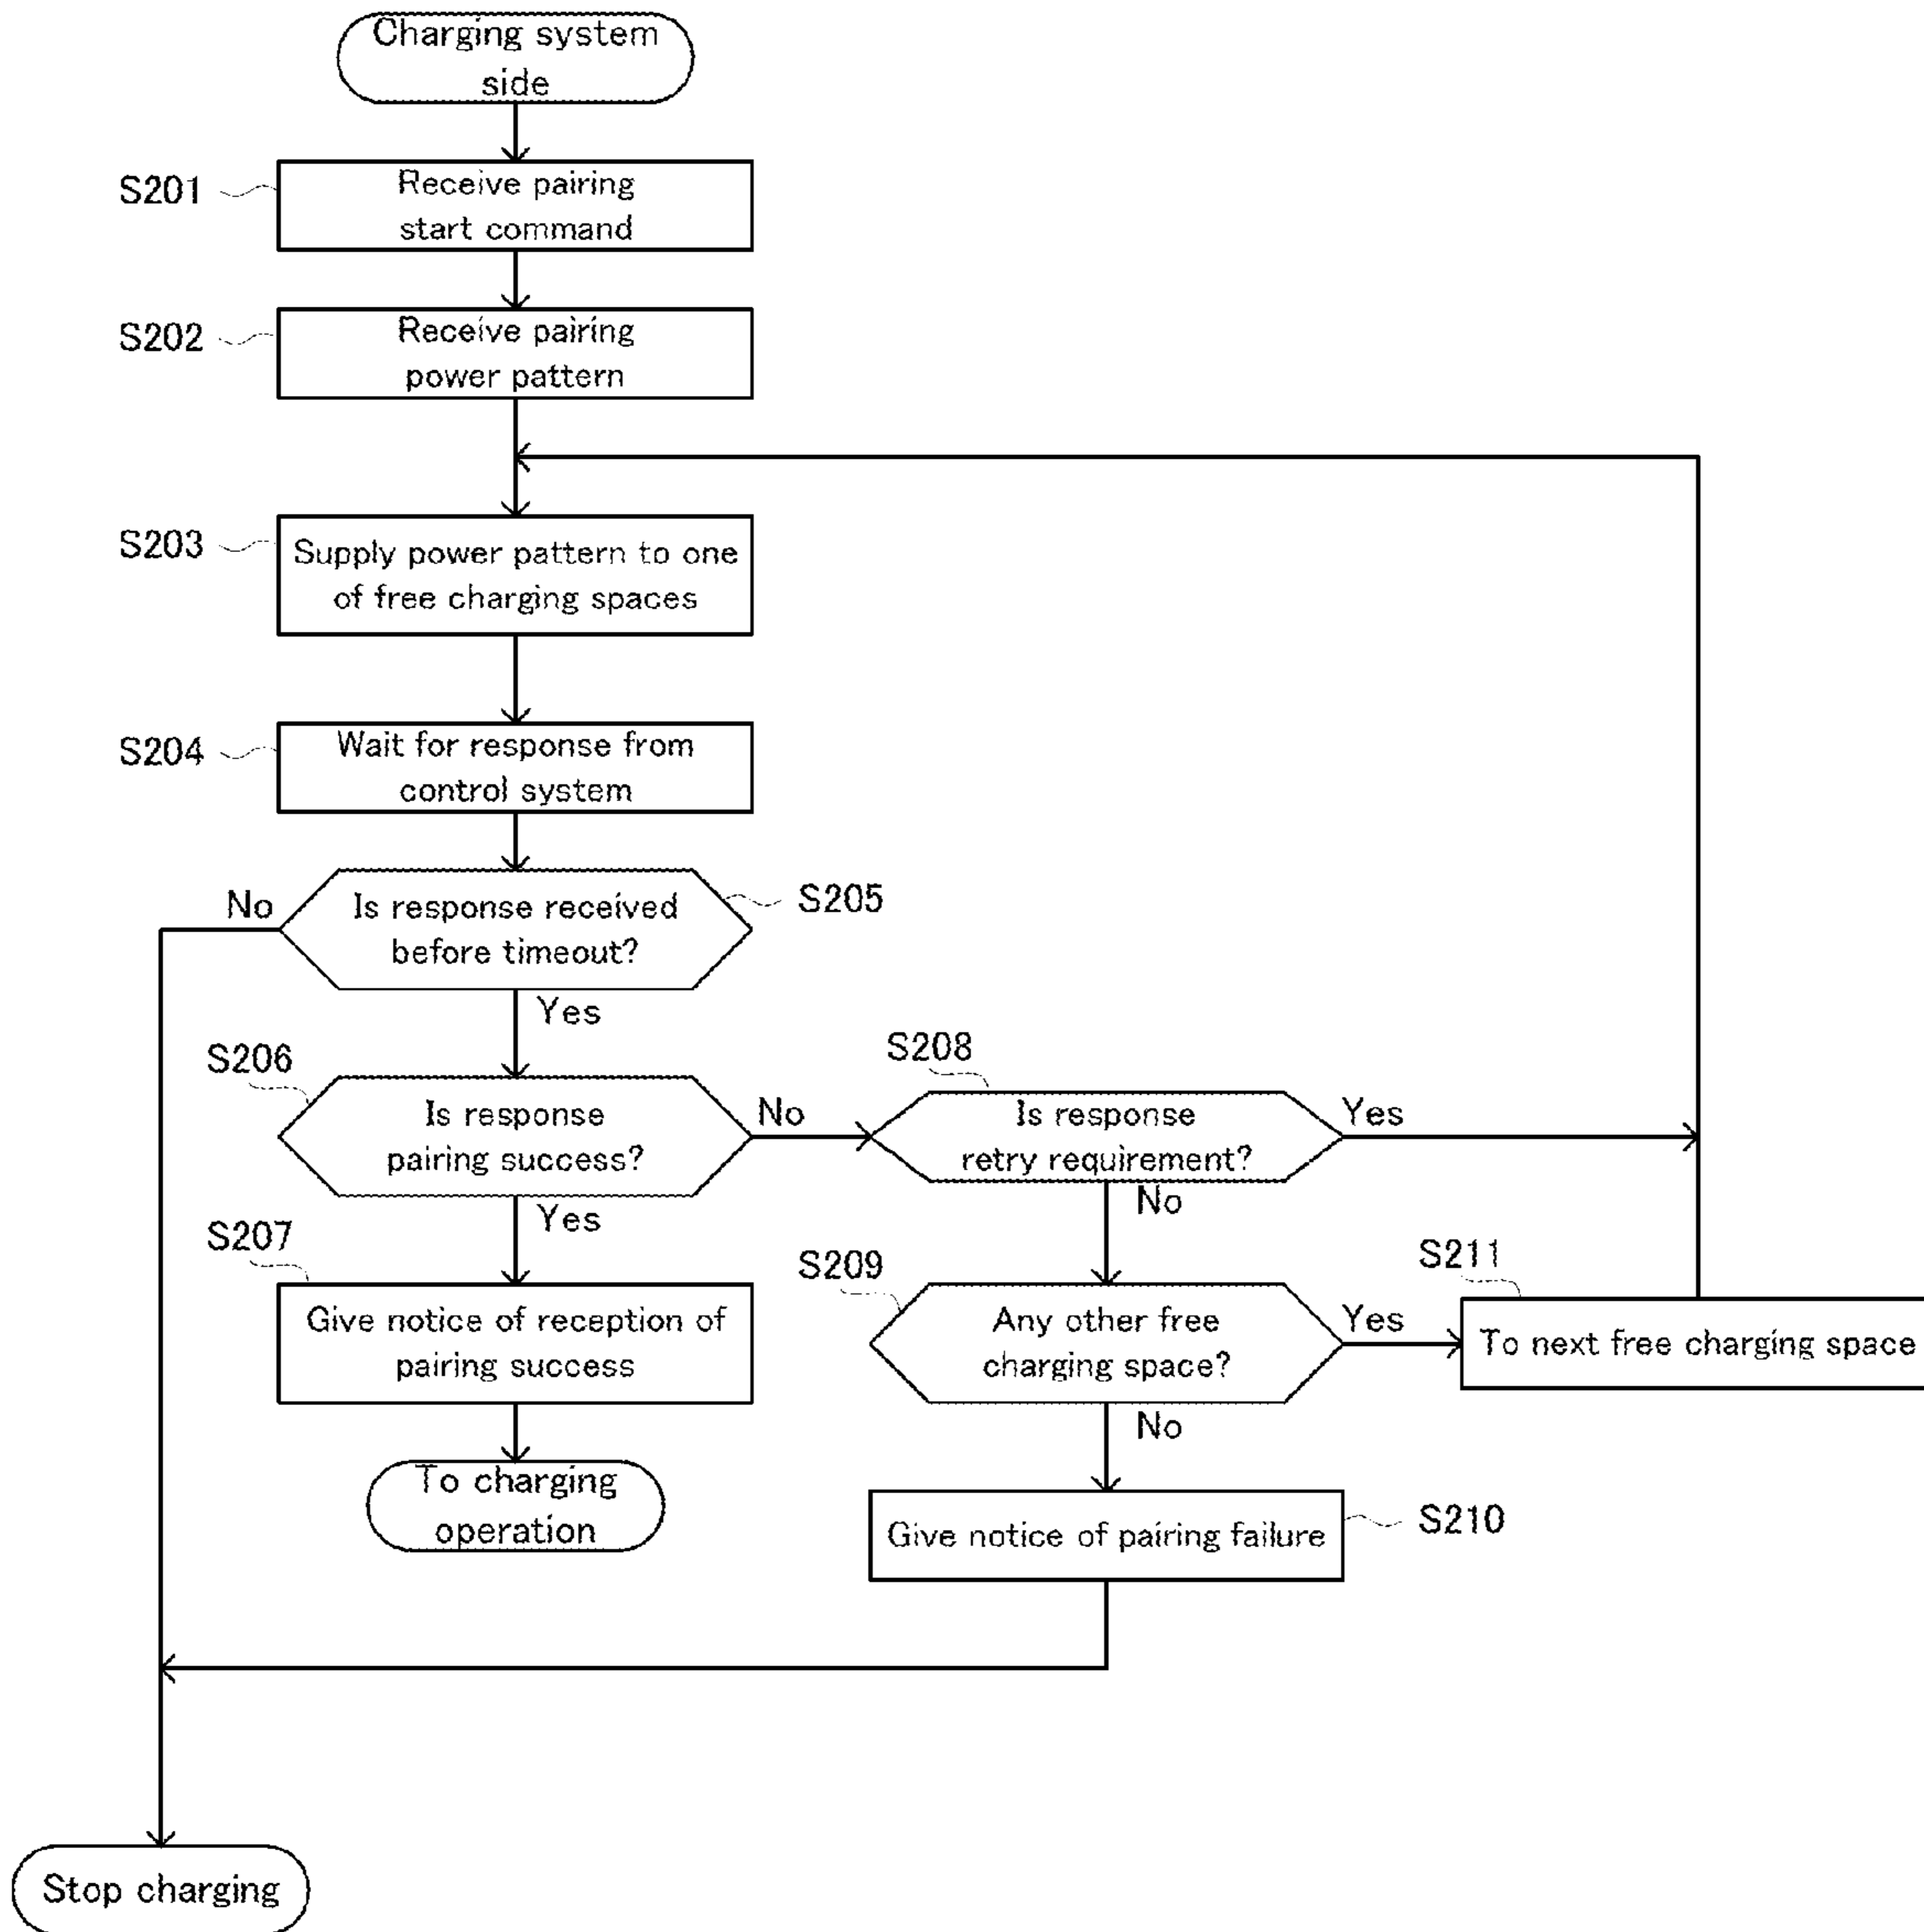 Charging system
side
S201
Receive pairing
start command
S202
Receive pairing
power pattern
S203
Supply power pattern to one
of free charging spaces
S204
Wait for response from
control system
No
Is response received
before timeout?
S205
Yes
S206
Is response
pairing success?
No
S208
Is response
retry requirement?
Yes
No
Yes
S207
Give notice of reception of
pairing success
S209
Any other free
charging space?
Yes
S211
To next free charging space
No
To charging
operation
Give notice of pairing failure
S210
Stop charging